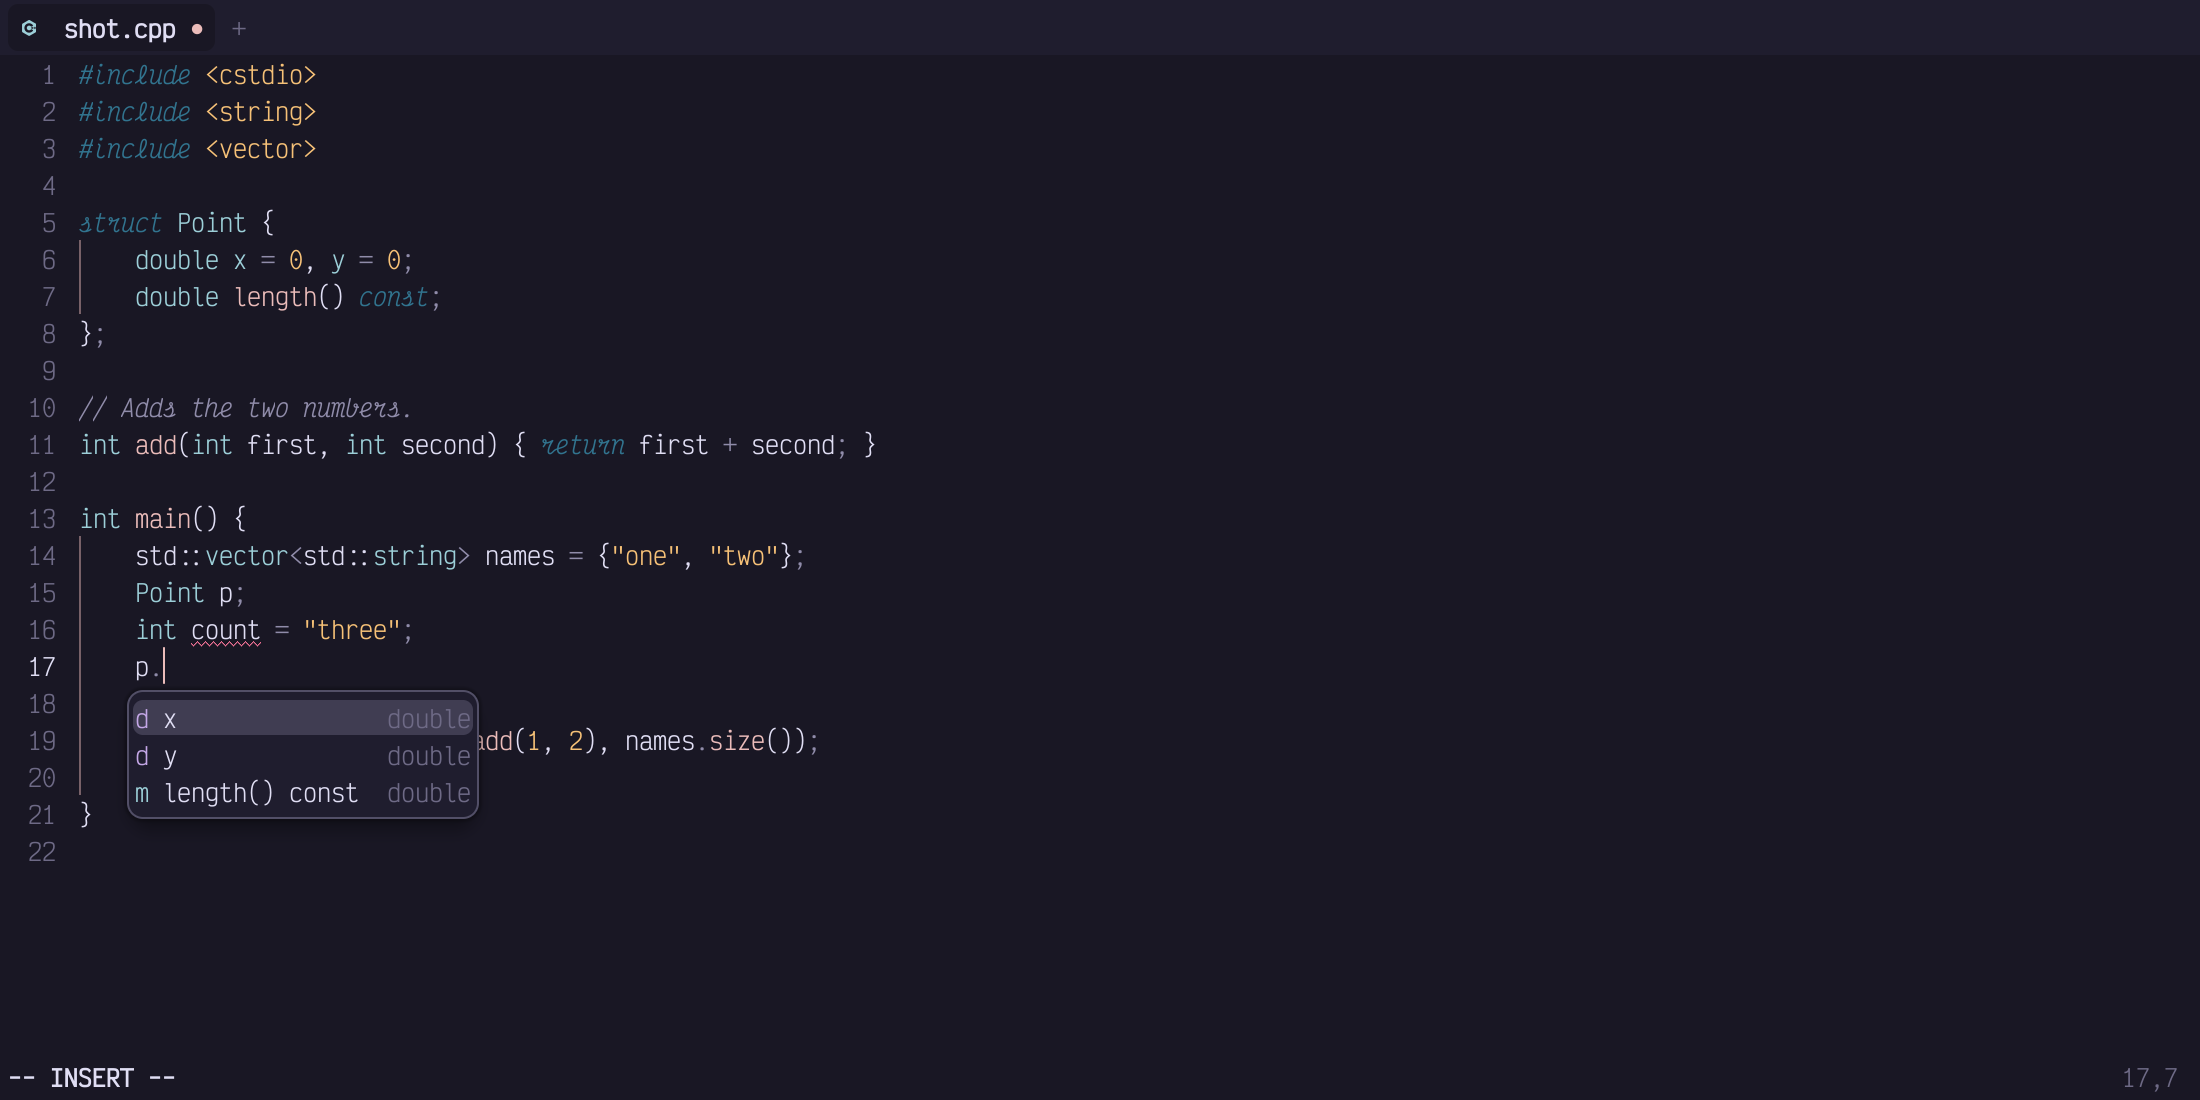 shot.cpp ● +
1 #include <cstdio>
2 #include <string>
3 #include <vector>
4
5 struct Point {
6     double x = 0, y = 0;
7     double length() const;
8 };
9
10 // Adds the two numbers.
11 int add(int first, int second) { return first + second; }
12
13 int main() {
14     std::vector<std::string> names = {"one", "two"};
15     Point p;
16     int count = "three";
17     p.
18
d x double
19 add(1, 2), names.size());
d y double
20
m length() const double
21 }
22
-- INSERT -- 17,7